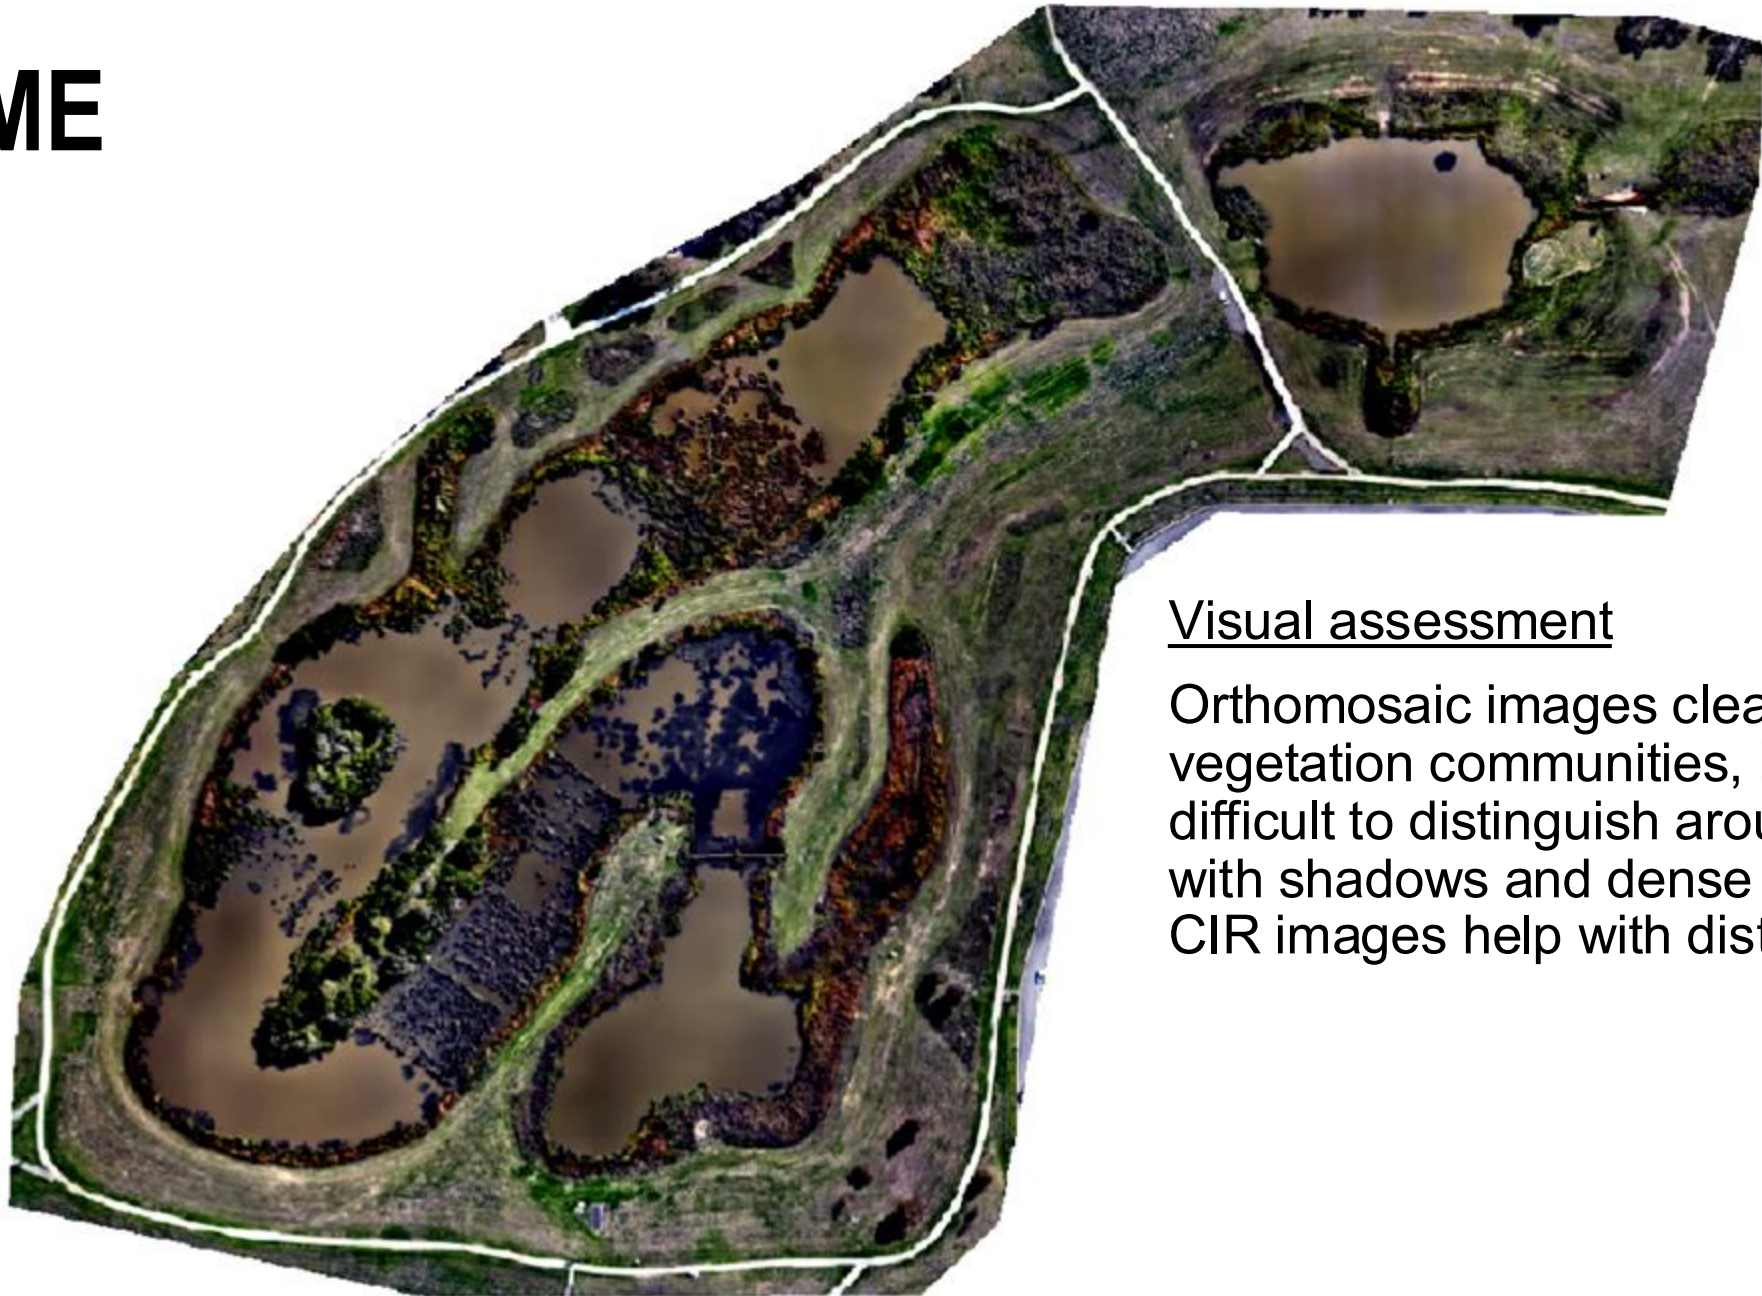 ME
Visual assessment
Orthomosaic images clea
vegetation communities,
difficult to distinguish arou
with shadows and dense
CIR images help with dist